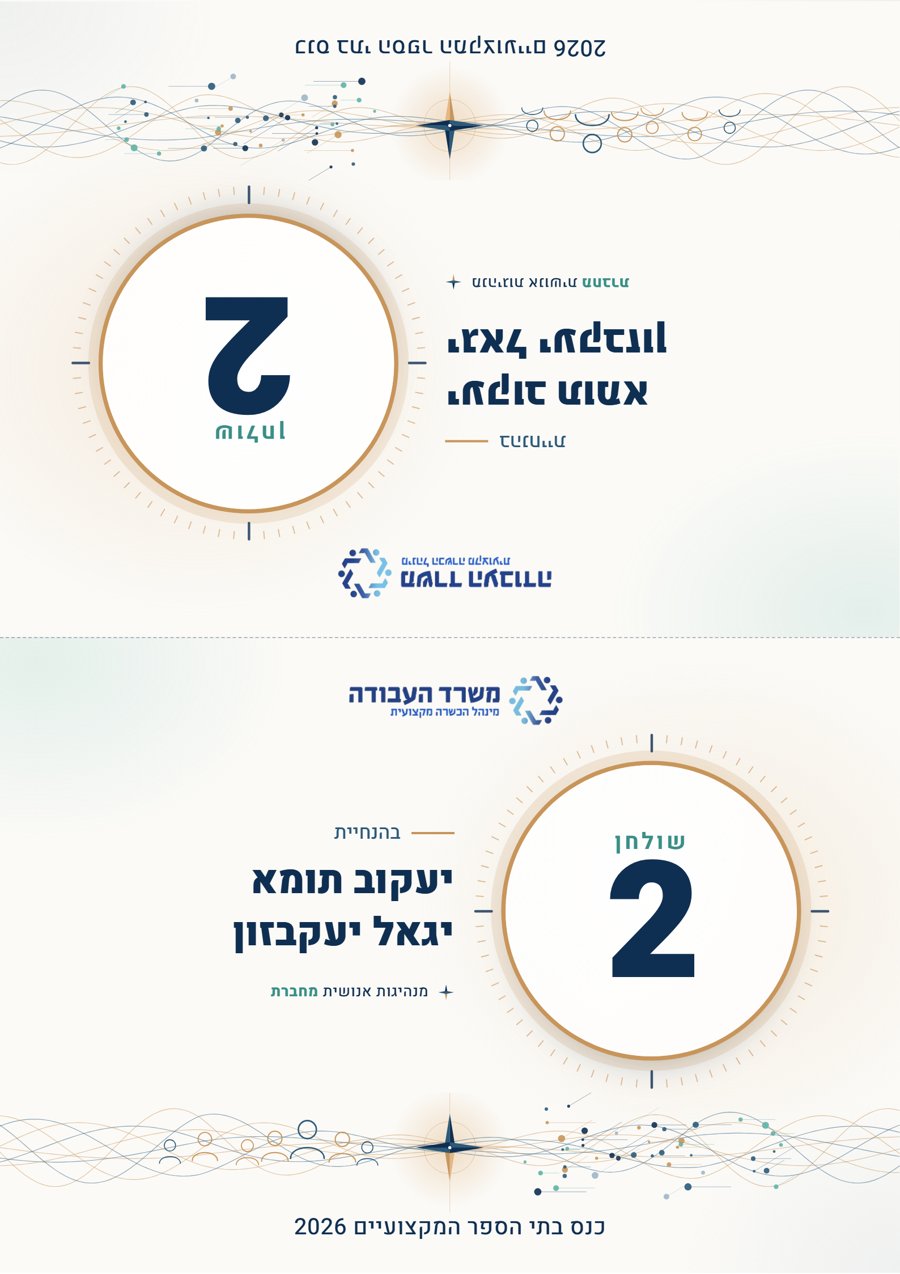 כנס בתי הספר המקצועיים 2026
מנהיגות אנושית מחברת
יגאל יעקבזון
יעקוב תומא
בהנחיית
2
שולחן
מינהל הכשרה מקצועית
משרד העבודה
משרד העבודה
מינהל הכשרה מקצועית
שולחן
2
בהנחיית
יעקוב תומא
יגאל יעקבזון
מנהיגות אנושית מחברת
כנס בתי הספר המקצועיים 2026